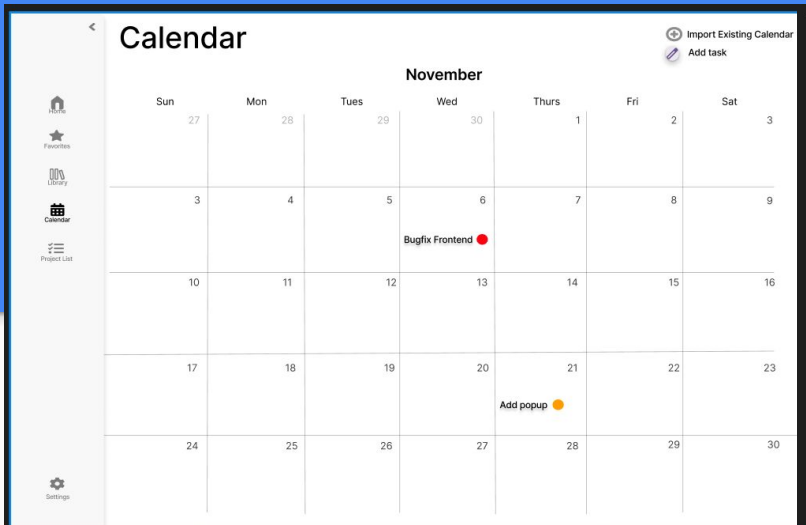 Calendar
Import Existing Calendar
Add task
November
Sun Mon Tues Wed Thurs Fri Sat
27 28 29 30 1 2 3
3 4 5 6 7 8 9
Bugfix Frontend
10 11 12 13 14 15 16
17 18 19 20 21 22 23
Add popup
24 25 26 27 28 29 30
Home
Favorites
Library
Calendar
Project List
Settings